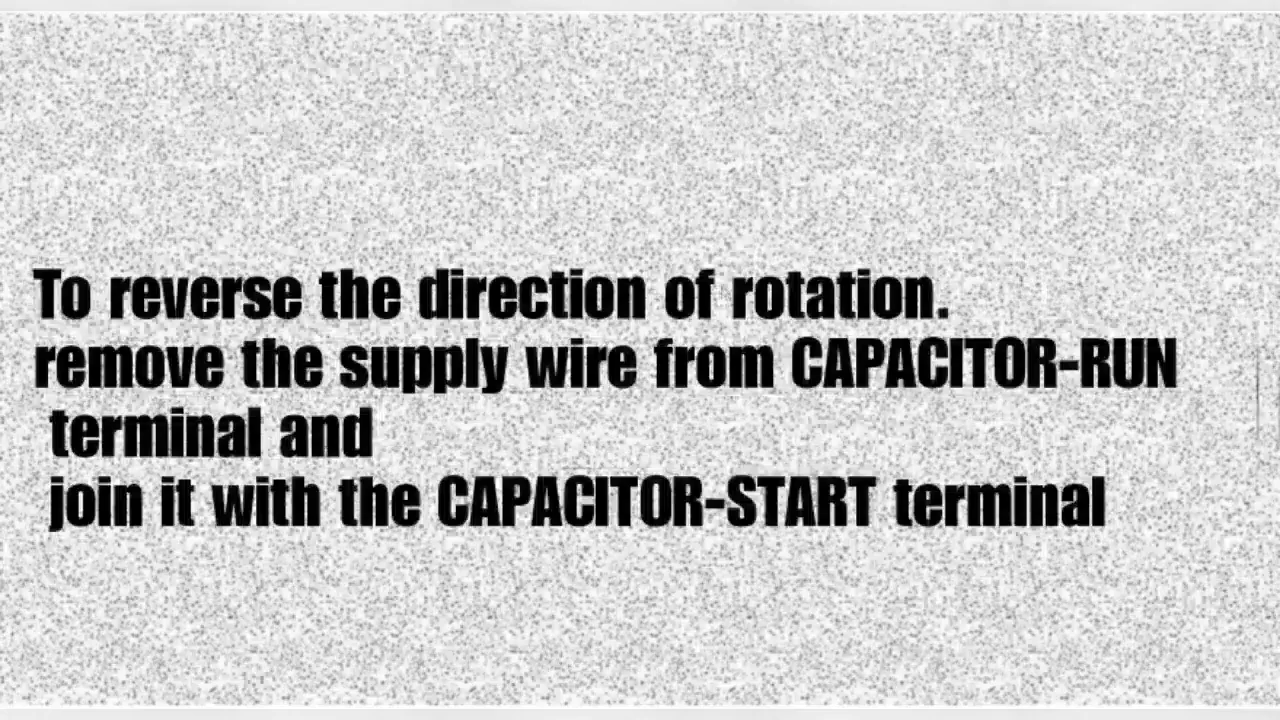 To reverse the direction of rotation.
remove the supply wire from CAPACITOR-RUN
terminal and
join it with the CAPACITOR-START terminal